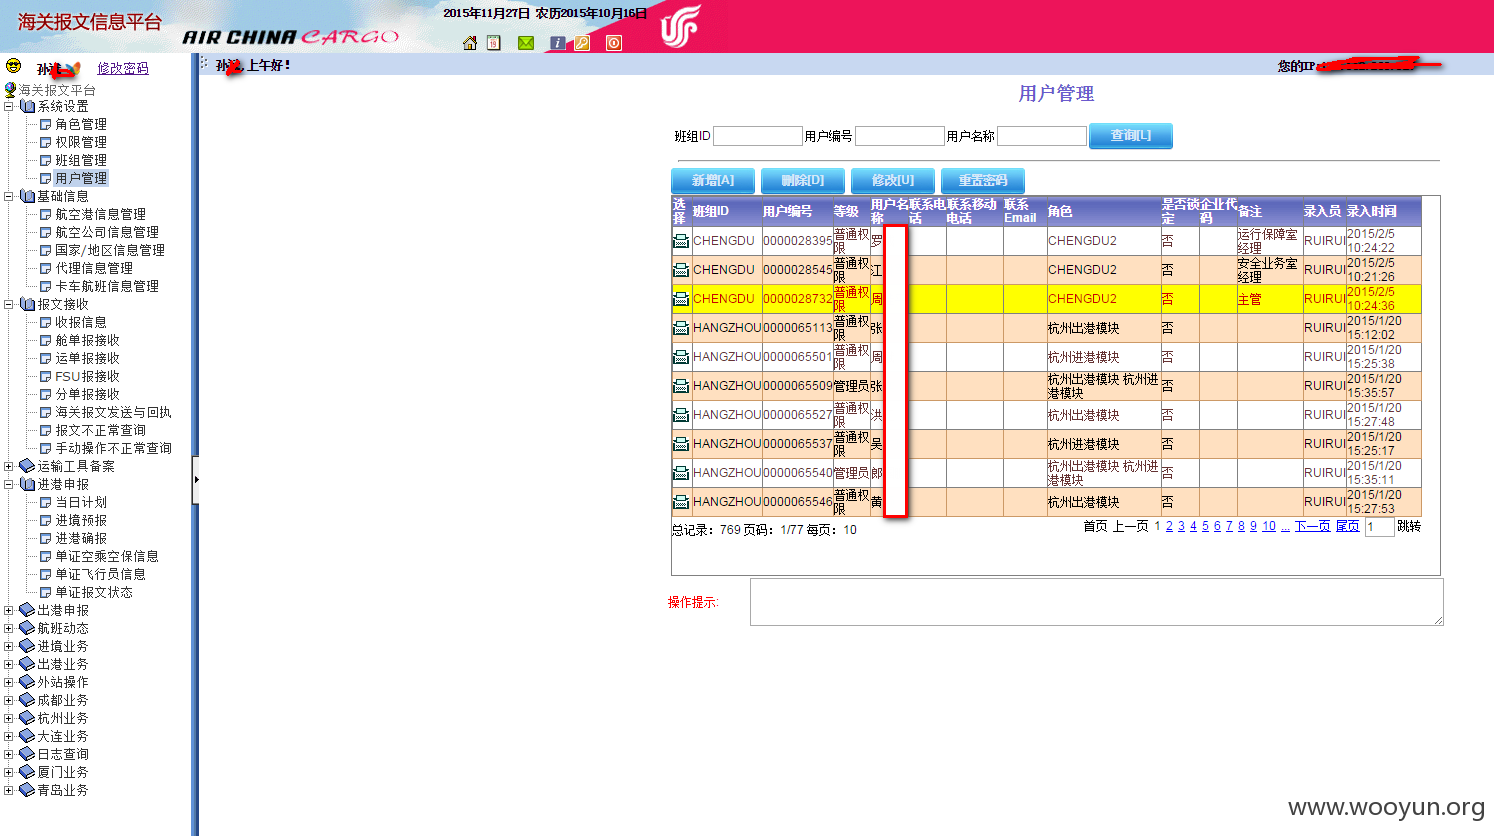 海关报文信息平台
AIR CHINA CARGO
2015年11月27日 农历2015年10月16日
孙 修改密码
孙 ,上午好！
您的IP:
海关报文平台
系统设置
角色管理
权限管理
班组管理
用户管理
基础信息
航空港信息管理
航空公司信息管理
国家/地区信息管理
代理信息管理
卡车航班信息管理
报文接收
收报信息
舱单报接收
运单报接收
FSU报接收
分单报接收
海关报文发送与回执
报文不正常查询
手动操作不正常查询
运输工具备案
进港申报
当日计划
进境预报
进港确报
单证空乘空保信息
单证飞行员信息
单证报文状态
出港申报
航班动态
进境业务
出港业务
外站操作
成都业务
杭州业务
大连业务
日志查询
厦门业务
青岛业务
用户管理
班组ID 用户编号 用户名称 查询[L]
新增[A] 删除[D] 修改[U] 重置密码
选择 班组ID 用户编号 等级 用户名称 联系电话 联系移动电话 联系Email 角色 是否锁定 企业代码 备注 录入员 录入时间
CHENGDU 0000028395 普通权限 罗 CHENGDU2 否 运行保障室经理 RUIRUI 2015/2/5 10:24:22
CHENGDU 0000028545 普通权限 江 CHENGDU2 否 安全业务室经理 RUIRUI 2015/2/5 10:21:26
CHENGDU 0000028732 普通权限 周 CHENGDU2 否 主管 RUIRUI 2015/2/5 10:24:36
HANGZHOU 0000065113 普通权限 张 杭州出港模块 否 RUIRUI 2015/1/20 15:12:02
HANGZHOU 0000065501 普通权限 周 杭州进港模块 否 RUIRUI 2015/1/20 15:25:38
HANGZHOU 0000065509 管理员 张 杭州出港模块 杭州进港模块 否 RUIRUI 2015/1/20 15:35:57
HANGZHOU 0000065527 普通权限 洪 杭州出港模块 否 RUIRUI 2015/1/20 15:27:48
HANGZHOU 0000065537 普通权限 吴 杭州进港模块 否 RUIRUI 2015/1/20 15:25:17
HANGZHOU 0000065540 管理员 郎 杭州出港模块 杭州进港模块 否 RUIRUI 2015/1/20 15:35:11
HANGZHOU 0000065546 普通权限 黄 杭州出港模块 否 RUIRUI 2015/1/20 15:27:53
总记录：769 页码：1/77 每页：10
首页 上一页 1 2 3 4 5 6 7 8 9 10 ... 下一页 尾页 1 跳转
操作提示:
www.wooyun.org